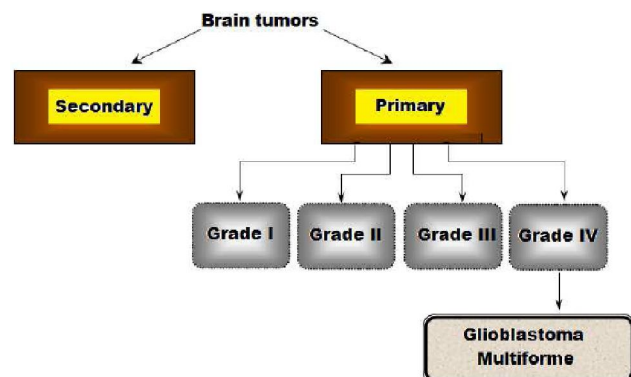 Brain tumors
Secondary
Primary
Grade I
Grade II
Grade III
Grade IV
Glioblastoma
Multiforme